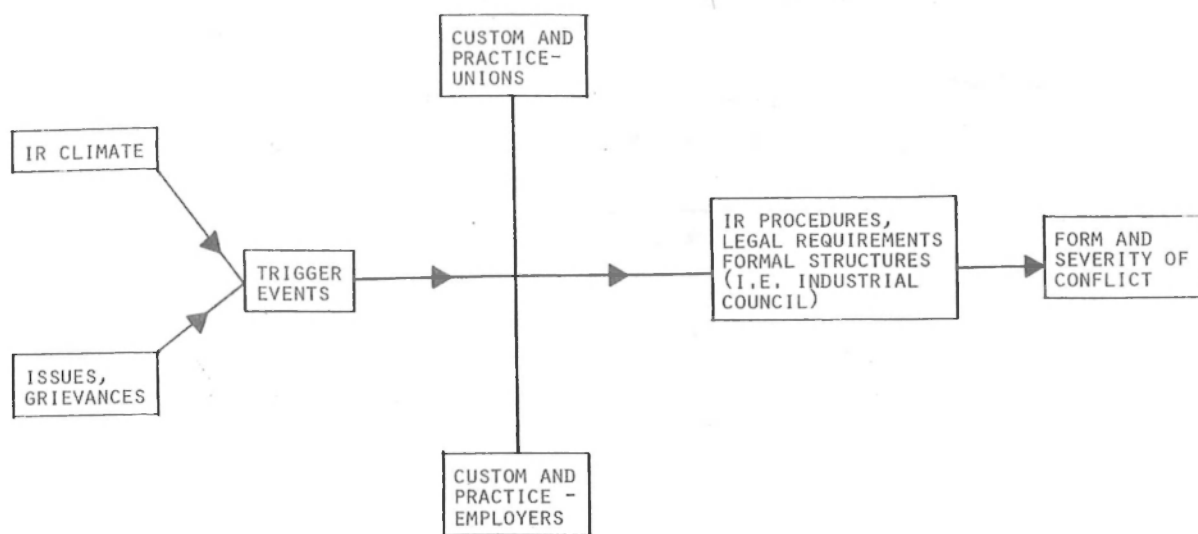 CUSTOM AND
PRACTICE-
UNIONS
IR CLIMATE
TRIGGER
EVENTS
ISSUES,
GRIEVANCES
IR PROCEDURES,
LEGAL REQUIREMENTS
FORMAL STRUCTURES
(I.E. INDUSTRIAL
COUNCIL)
FORM AND
SEVERITY OF
CONFLICT
CUSTOM AND
PRACTICE -
EMPLOYERS